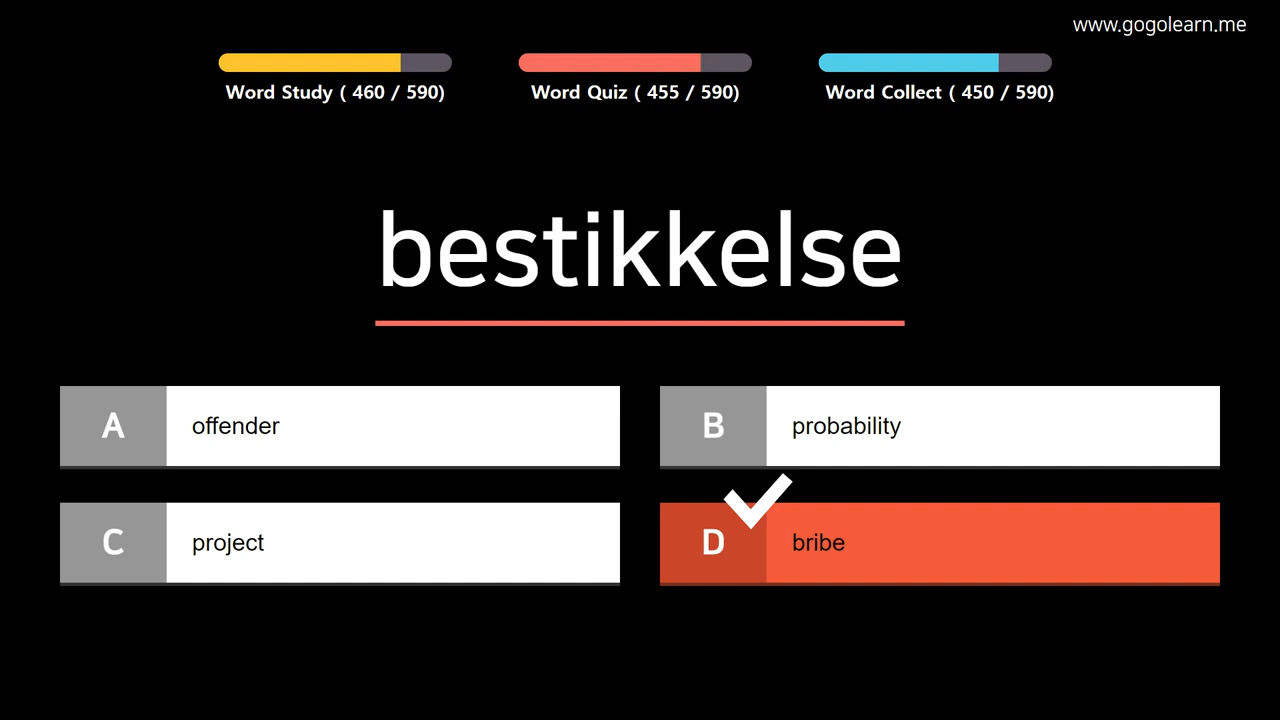 www.gogolearn.me
Word Study ( 460 / 590)
Word Quiz ( 455 / 590)
Word Collect ( 450 / 590)
bestikkelse
A offender
B probability
C project
D bribe